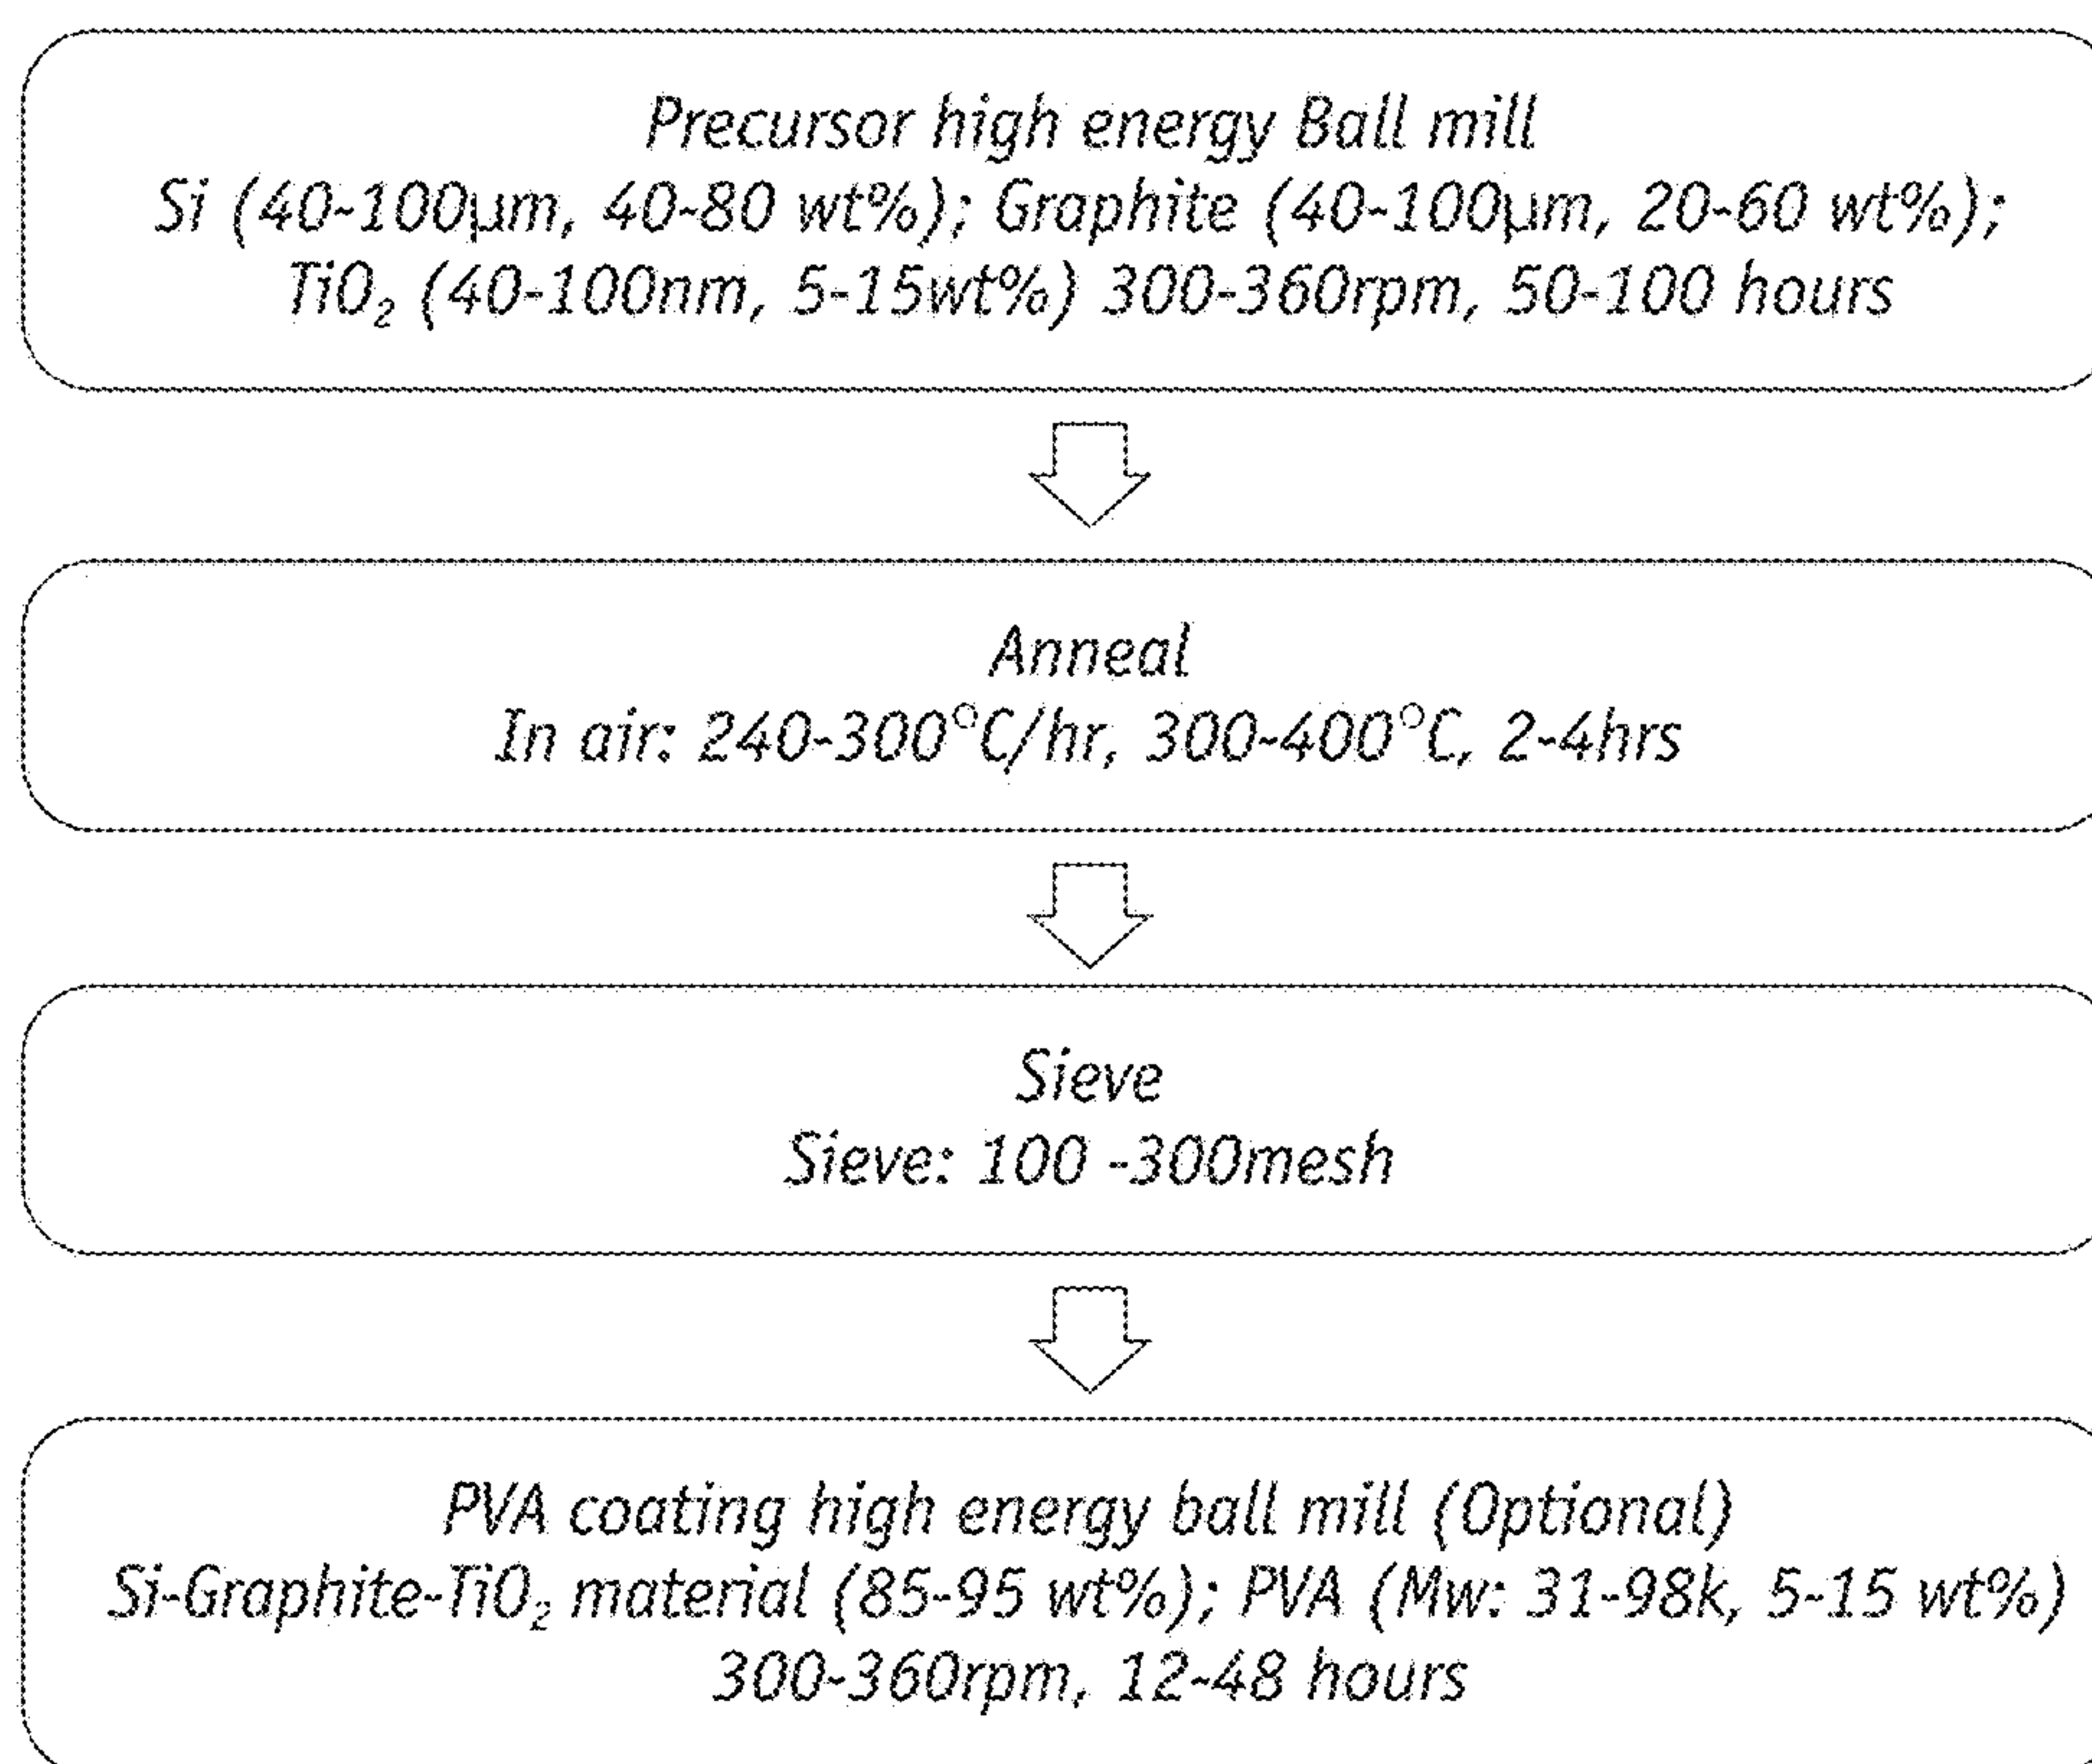 Precursor high energy Ball mill
Si (40-100µm, 40-80 wt%); Graphite (40-100µm, 20-60 wt%);
TiO₂ (40-100nm, 5-15wt%) 300-360rpm, 50-100 hours
Anneal
In air: 240-300°C/hr, 300-400°C, 2-4hrs
Sieve
Sieve: 100 -300mesh
PVA coating high energy ball mill (Optional)
Si-Graphite-TiO₂ material (85-95 wt%); PVA (Mw: 31-98k, 5-15 wt%)
300-360rpm, 12-48 hours